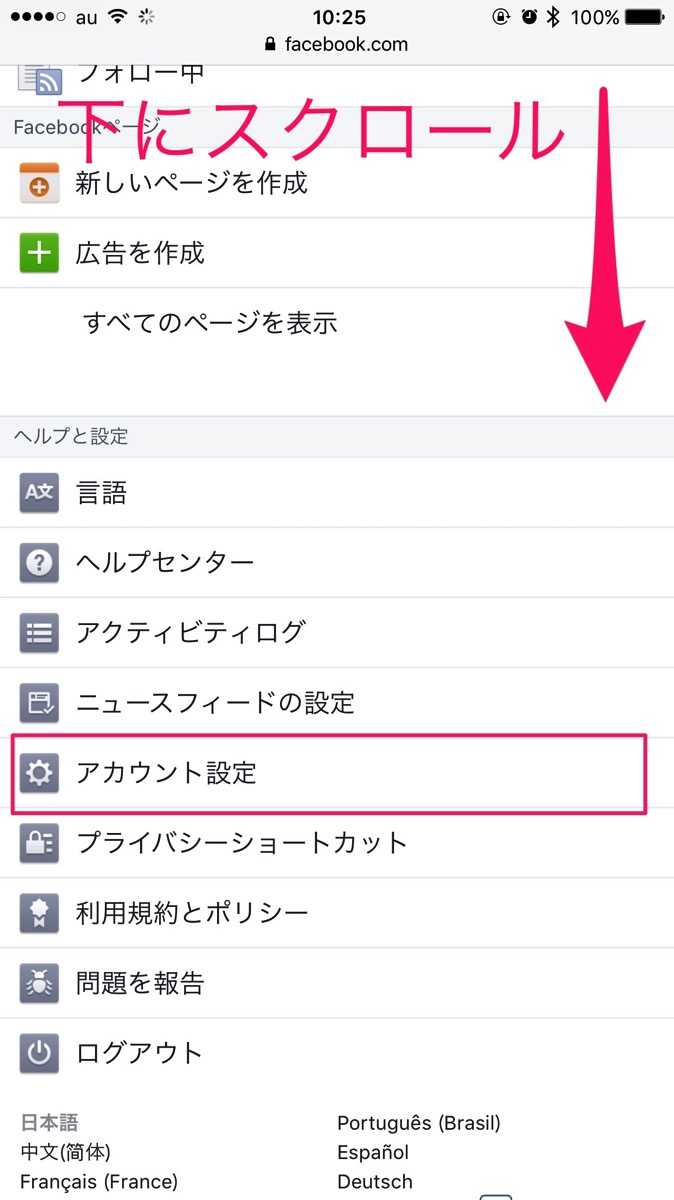 au 10:25 100%
facebook.com
フォロー中
下にスクロール
Facebookページ
新しいページを作成
広告を作成
すべてのページを表示
ヘルプと設定
A文 言語
? ヘルプセンター
アクティビティログ
ニュースフィードの設定
アカウント設定
プライバシーショートカット
利用規約とポリシー
問題を報告
ログアウト
日本語 Português (Brasil)
中文(简体) Español
Français (France) Deutsch